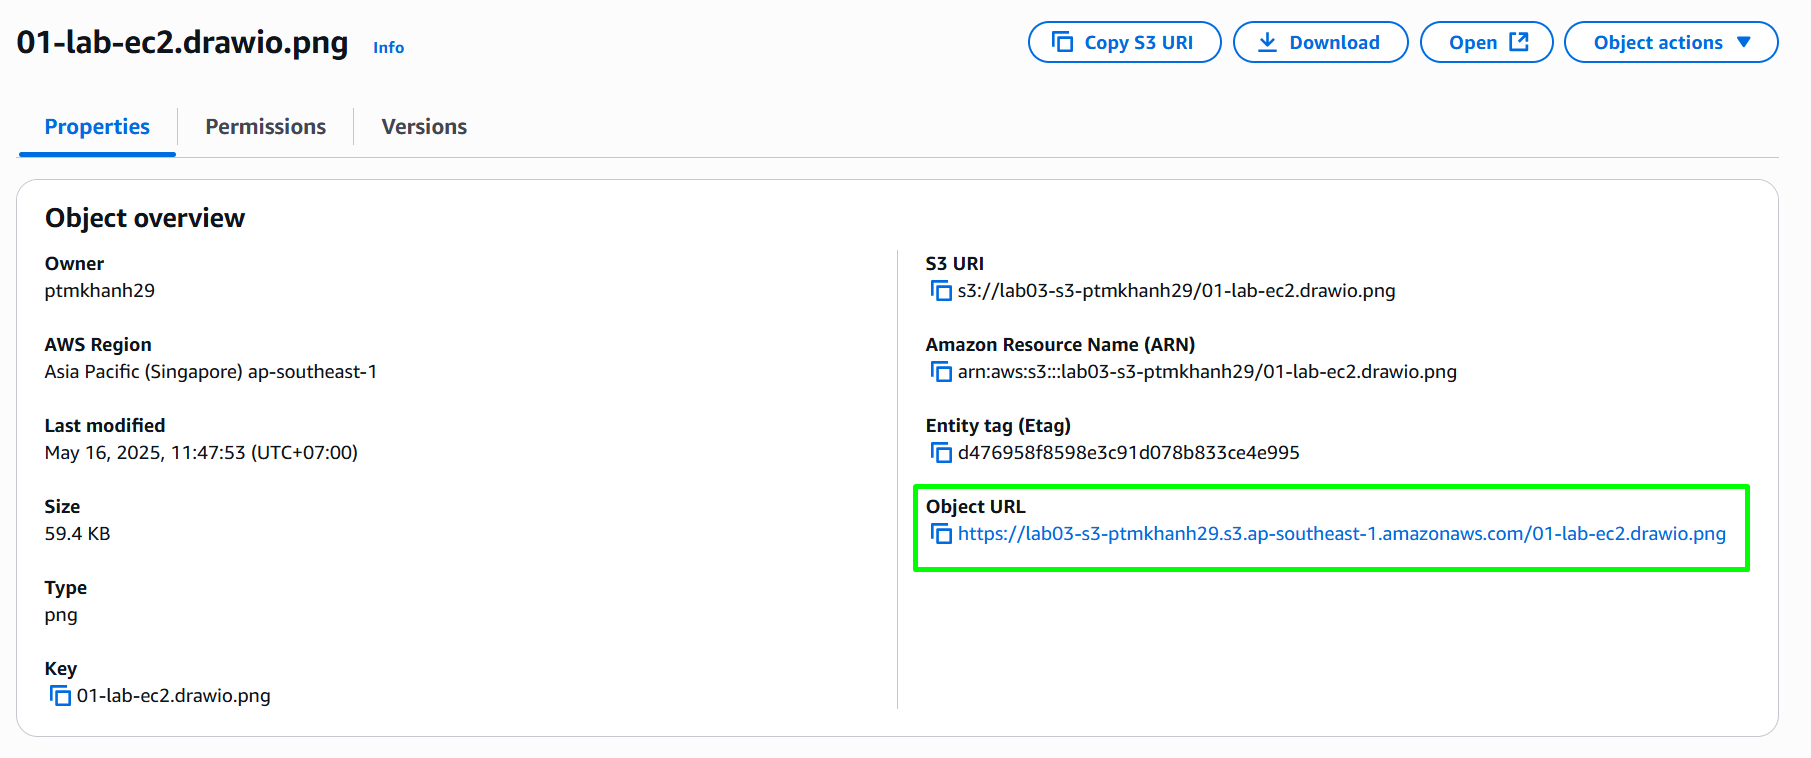 01-lab-ec2.drawio.png Info
Copy S3 URI
Download
Open
Object actions
Properties
Permissions
Versions
Object overview
Owner
ptmkhanh29
AWS Region
Asia Pacific (Singapore) ap-southeast-1
Last modified
May 16, 2025, 11:47:53 (UTC+07:00)
Size
59.4 KB
Type
png
Key
01-lab-ec2.drawio.png
S3 URI
s3://lab03-s3-ptmkhanh29/01-lab-ec2.drawio.png
Amazon Resource Name (ARN)
arn:aws:s3:::lab03-s3-ptmkhanh29/01-lab-ec2.drawio.png
Entity tag (Etag)
d476958f8598e3c91d078b833ce4e995
Object URL
https://lab03-s3-ptmkhanh29.s3.ap-southeast-1.amazonaws.com/01-lab-ec2.drawio.png